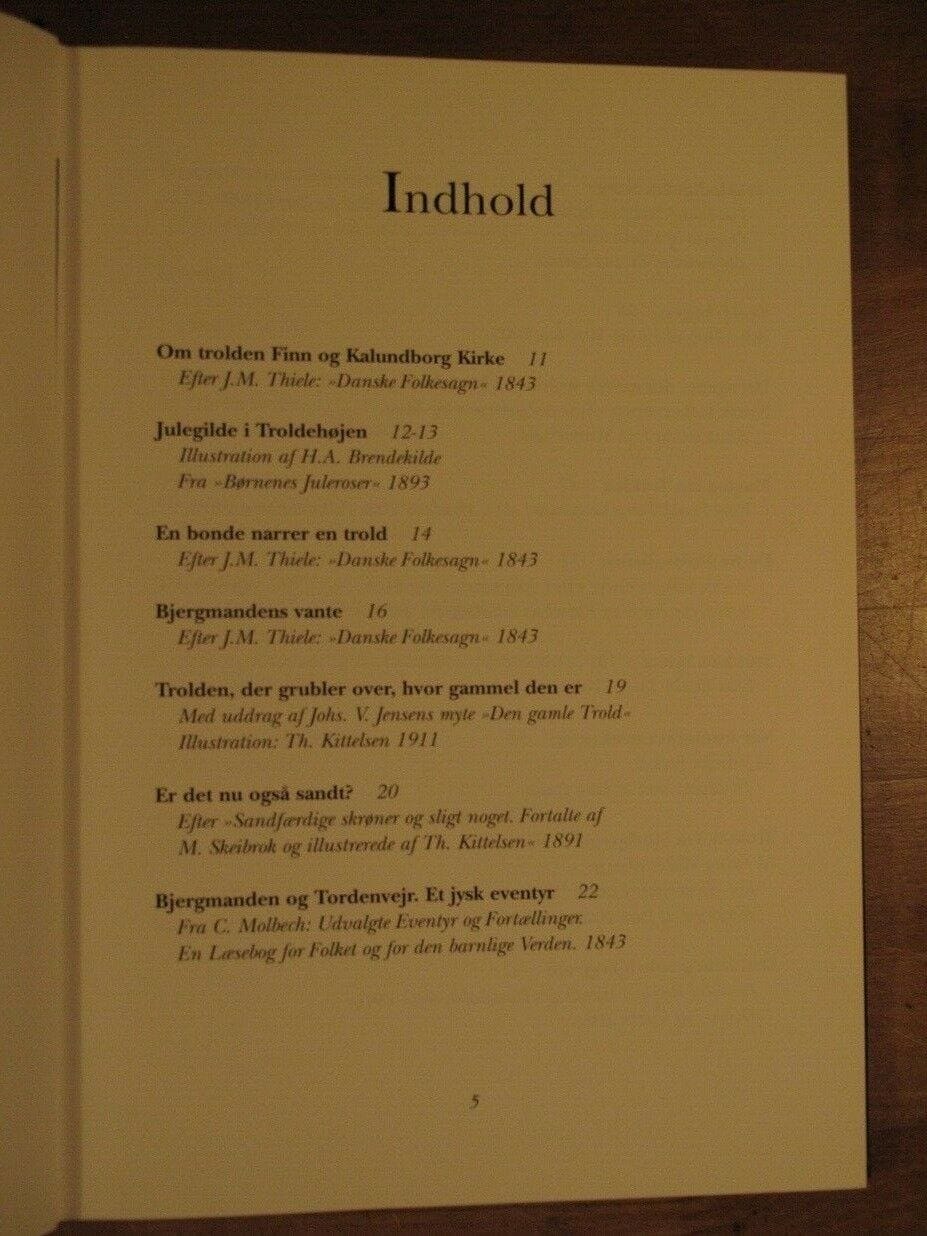 Indhold
Om trolden Finn og Kalundborg Kirke 11
Efter J.M. Thiele: »Danske Folkesagn« 1843
Julegilde i Troldehøjen 12-13
Illustration af H.A. Brendekilde
Fra »Børnenes Juleroser« 1893
En bonde narrer en trold 14
Efter J.M. Thiele: »Danske Folkesagn« 1843
Bjergmandens vante 16
Efter J.M. Thiele: »Danske Folkesagn« 1843
Trolden, der grubler over, hvor gammel den er 19
Med uddrag af Johs. V. Jensens myte »Den gamle Trold«
Illustration: Th. Kittelsen 1911
Er det nu også sandt? 20
Efter »Sandfærdige skrøner og sligt noget. Fortalte af
M. Skeibrok og illustrerede af Th. Kittelsen« 1891
Bjergmanden og Tordenvejr. Et jysk eventyr 22
Fra C. Molbech: Udvalgte Eventyr og Fortællinger.
En Læsebog for Folket og for den barnlige Verden. 1843
5